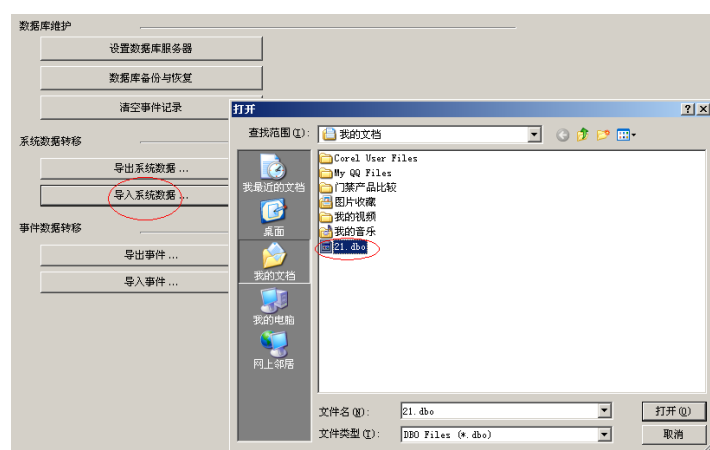 数据库维护
设置数据库服务器
数据库备份与恢复
清空事件记录
系统数据转移
导出系统数据 ...
导入系统数据 ...
事件数据转移
导出事件 ...
导入事件 ...
打开
查找范围(I):
我的文档
我最近的文档
桌面
我的文档
我的电脑
网上邻居
Corel User Files
My QQ Files
门禁产品比较
图片收藏
我的视频
我的音乐
21.dbo
文件名(N):
21.dbo
打开(O)
文件类型(T):
DBO Files (*.dbo)
取消